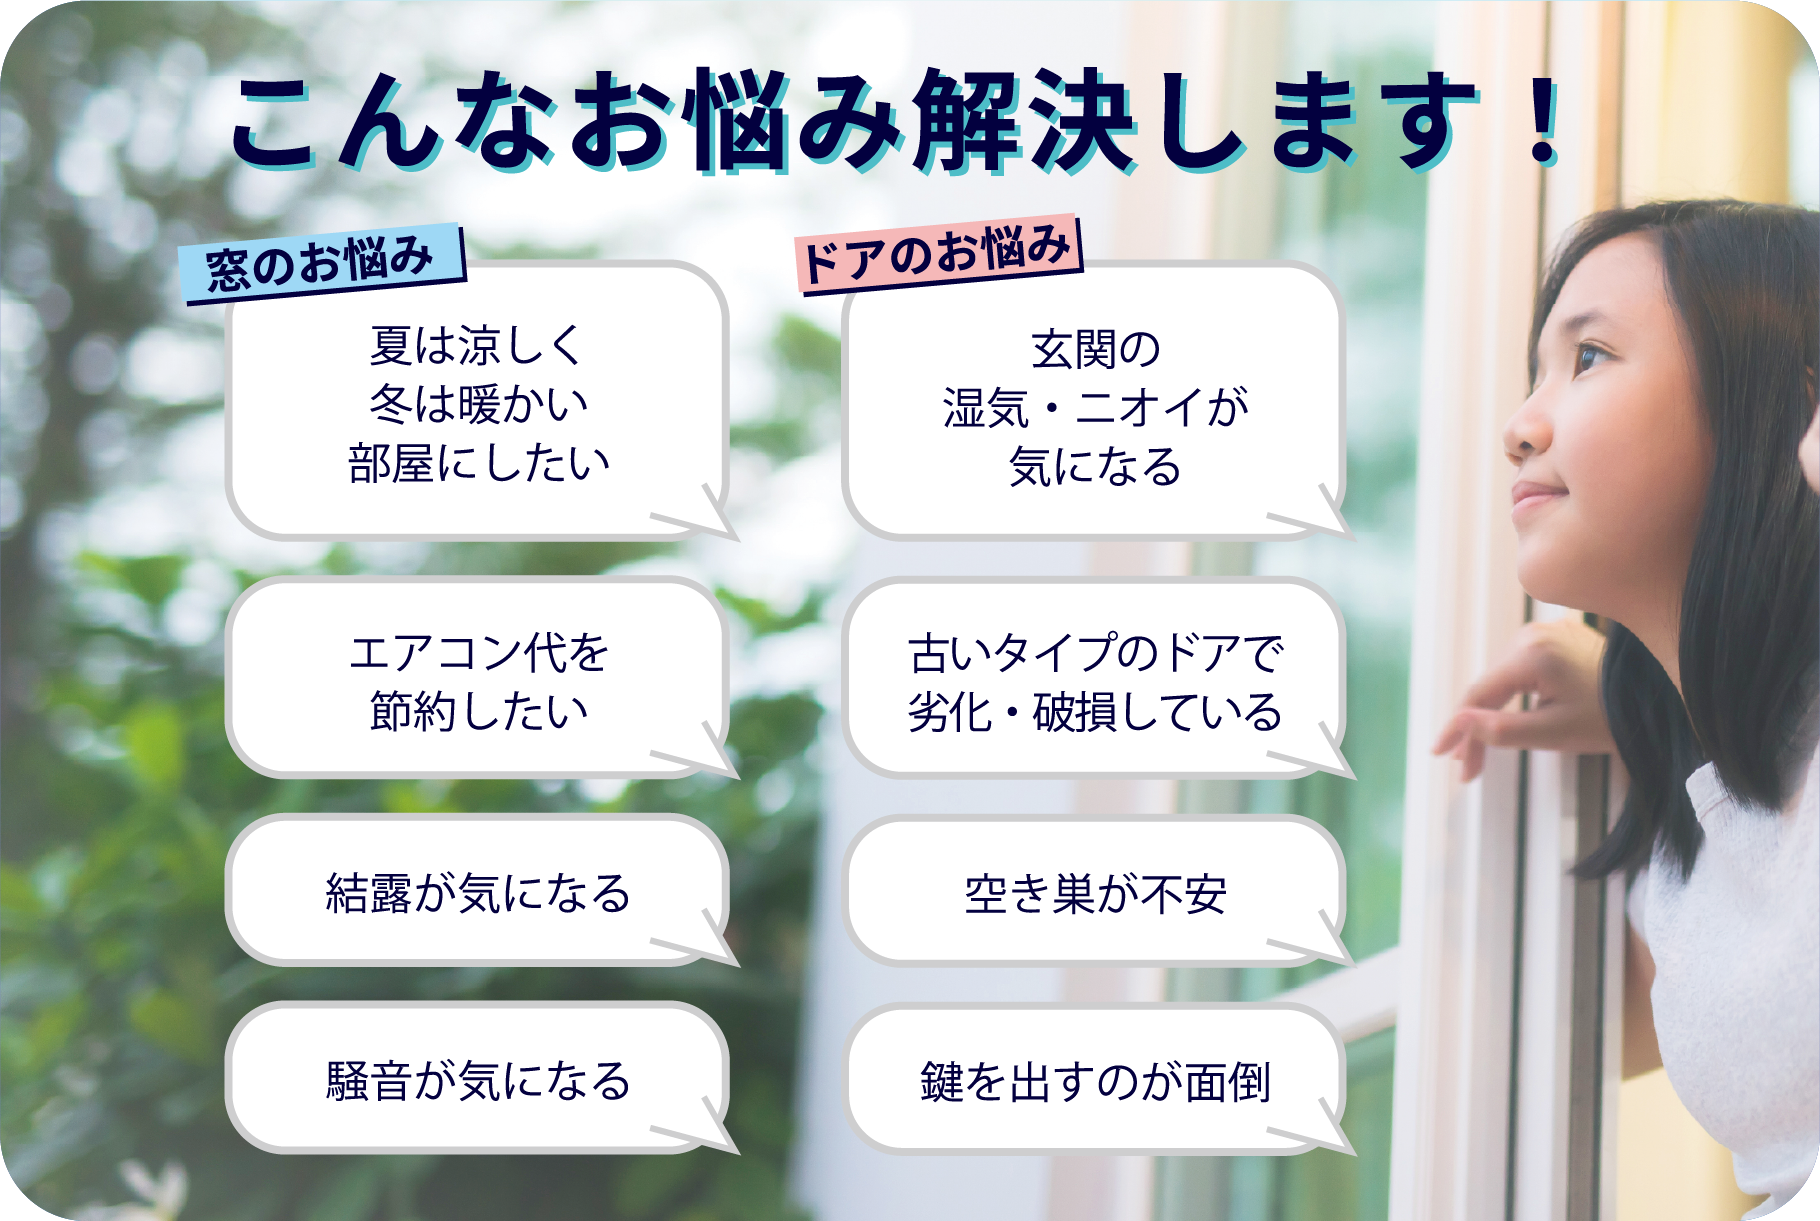 こんなお悩み解決します！
窓のお悩み
夏は涼しく
冬は暖かい
部屋にしたい
エアコン代を
節約したい
結露が気になる
騒音が気になる
ドアのお悩み
玄関の
湿気・ニオイが
気になる
古いタイプのドアで
劣化・破損している
空き巣が不安
鍵を出すのが面倒